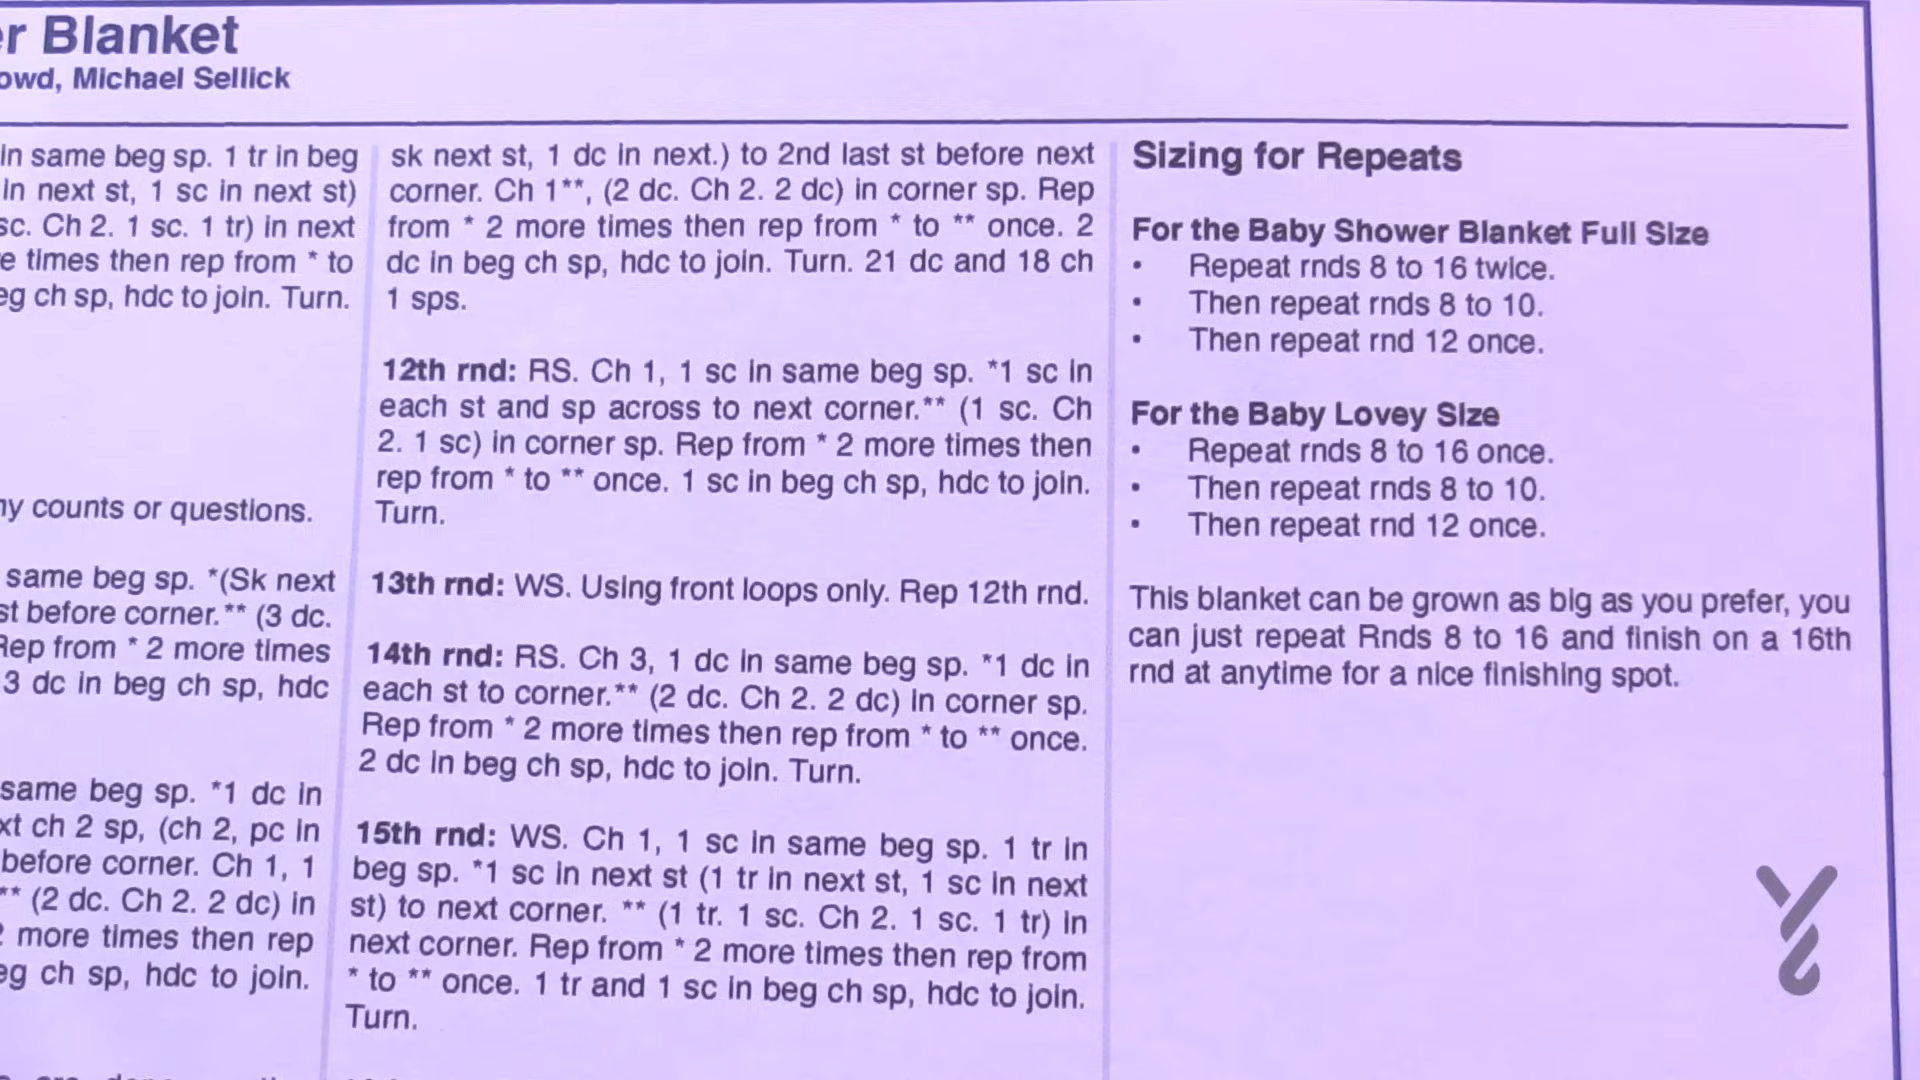 er Blanket
owd, Michael Sellick
in same beg sp. 1 tr in beg
in next st, 1 sc in next st)
sc. Ch 2. 1 sc. 1 tr) in next
e times then rep from * to
eg ch sp, hdc to join. Turn.
ny counts or questions.
same beg sp. *(Sk next
st before corner.** (3 dc.
Rep from * 2 more times
3 dc in beg ch sp, hdc
same beg sp. *1 dc in
xt ch 2 sp, (ch 2, pc in
before corner. Ch 1, 1
** (2 dc. Ch 2. 2 dc) in
2 more times then rep
eg ch sp, hdc to join.
sk next st, 1 dc in next.) to 2nd last st before next
corner. Ch 1**, (2 dc. Ch 2. 2 dc) in corner sp. Rep
from * 2 more times then rep from * to ** once. 2
dc in beg ch sp, hdc to join. Turn. 21 dc and 18 ch
1 sps.
12th rnd: RS. Ch 1, 1 sc in same beg sp. *1 sc in
each st and sp across to next corner.** (1 sc. Ch
2. 1 sc) in corner sp. Rep from * 2 more times then
rep from * to ** once. 1 sc in beg ch sp, hdc to join.
Turn.
13th rnd: WS. Using front loops only. Rep 12th rnd.
14th rnd: RS. Ch 3, 1 dc in same beg sp. *1 dc in
each st to corner.** (2 dc. Ch 2. 2 dc) in corner sp.
Rep from * 2 more times then rep from * to ** once.
2 dc in beg ch sp, hdc to join. Turn.
15th rnd: WS. Ch 1, 1 sc in same beg sp. 1 tr in
beg sp. *1 sc in next st (1 tr in next st, 1 sc in next
st) to next corner. ** (1 tr. 1 sc. Ch 2. 1 sc. 1 tr) in
next corner. Rep from * 2 more times then rep from
* to ** once. 1 tr and 1 sc in beg ch sp, hdc to join.
Turn.
Sizing for Repeats
For the Baby Shower Blanket Full Size
• Repeat rnds 8 to 16 twice.
• Then repeat rnds 8 to 10.
• Then repeat rnd 12 once.
For the Baby Lovey Size
• Repeat rnds 8 to 16 once.
• Then repeat rnds 8 to 10.
• Then repeat rnd 12 once.
This blanket can be grown as big as you prefer, you
can just repeat Rnds 8 to 16 and finish on a 16th
rnd at anytime for a nice finishing spot.